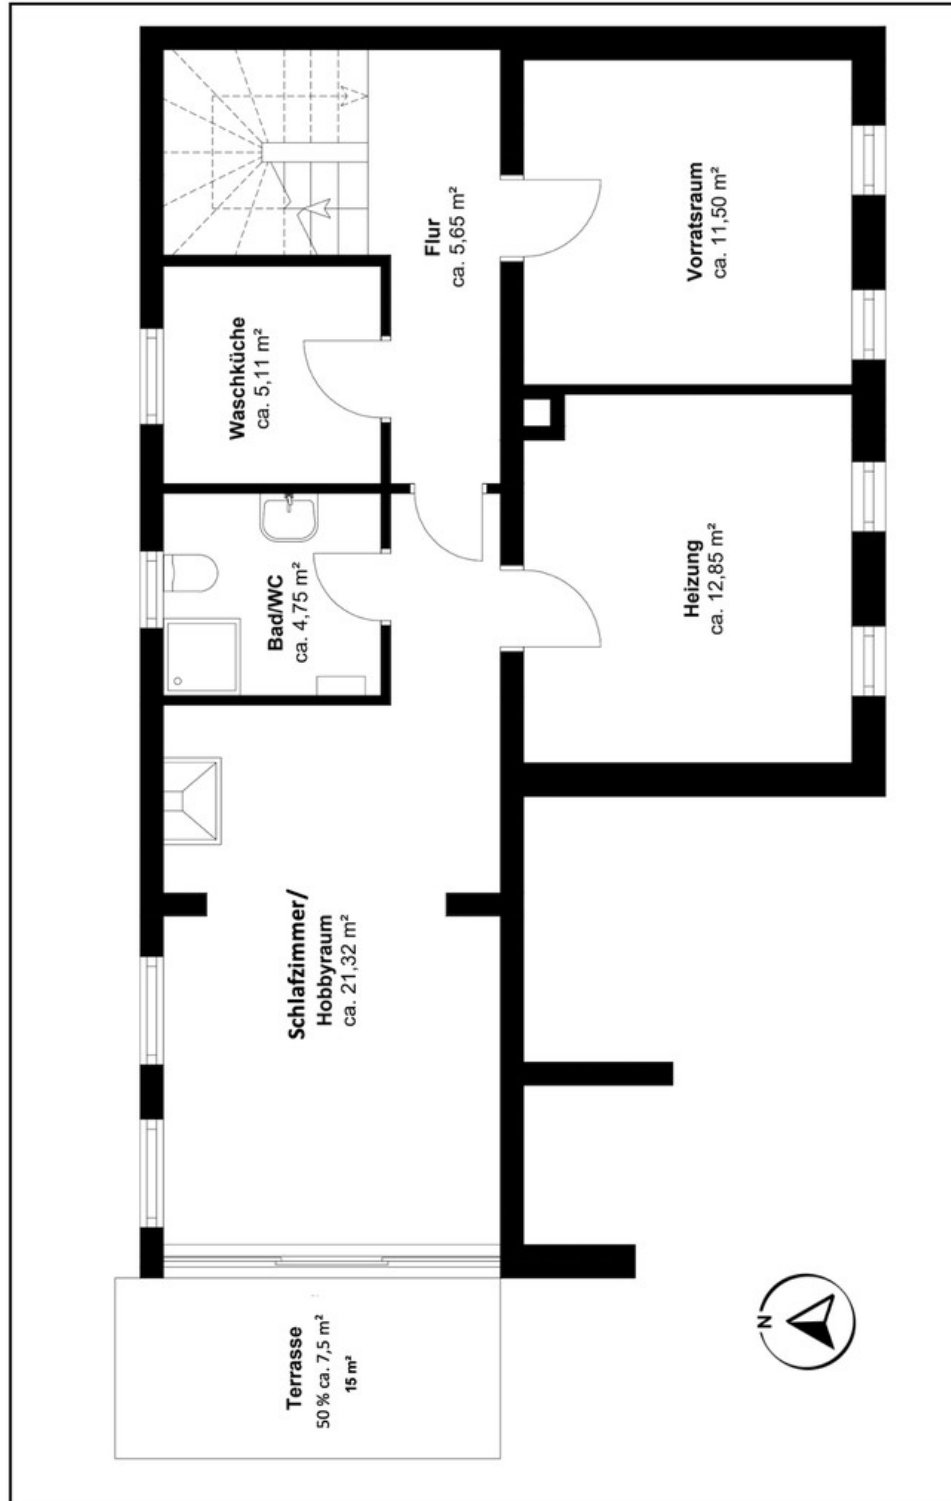 Flur
ca. 5,65 m²
Vorratsraum
ca. 11,50 m²
Waschküche
ca. 5,11 m²
Bad/WC
ca. 4,75 m²
Heizung
ca. 12,85 m²
Schlafzimmer/
Hobbyraum
ca. 21,32 m²
Terrasse
50 % ca. 7,5 m²
15 m²
N